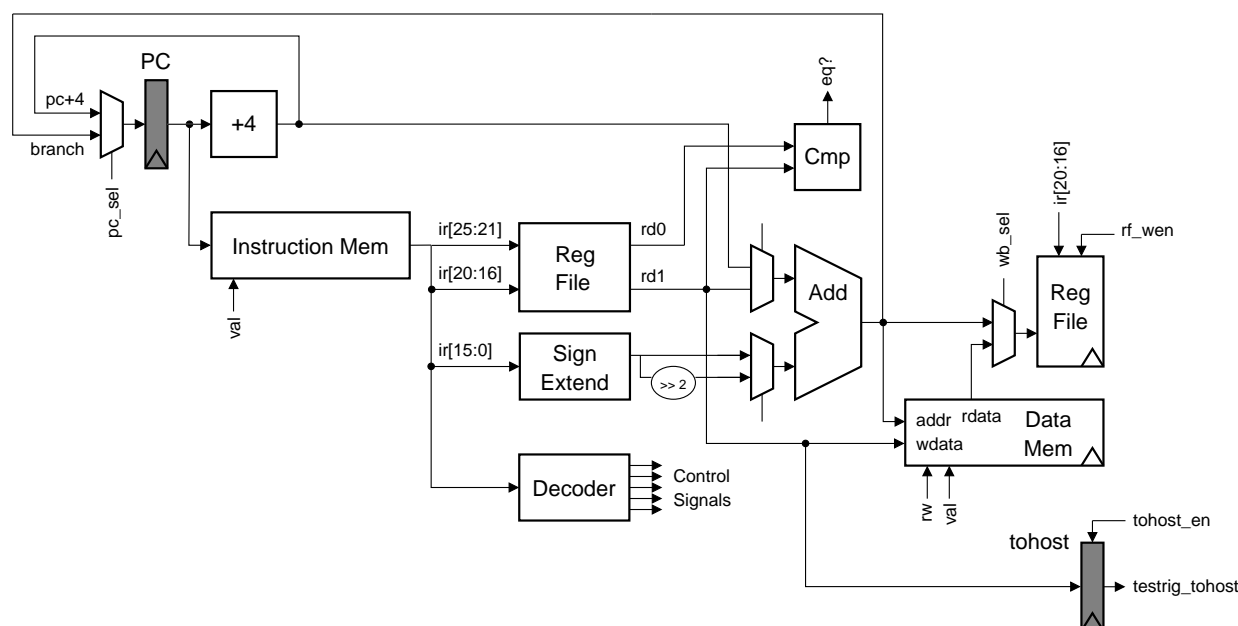 PC
eq?
pc+4
+4
branch
Cmp
pc_sel
ir[20:16]
rf_wen
wb_sel
Instruction Mem
val
ir[25:21]
Reg
File
rd0
ir[20:16]
rd1
Add
Reg
File
ir[15:0]
Sign
Extend
>> 2
addr
rdata
Data
Mem
wdata
Decoder
Control
Signals
rw
val
tohost_en
tohost
testrig_tohost